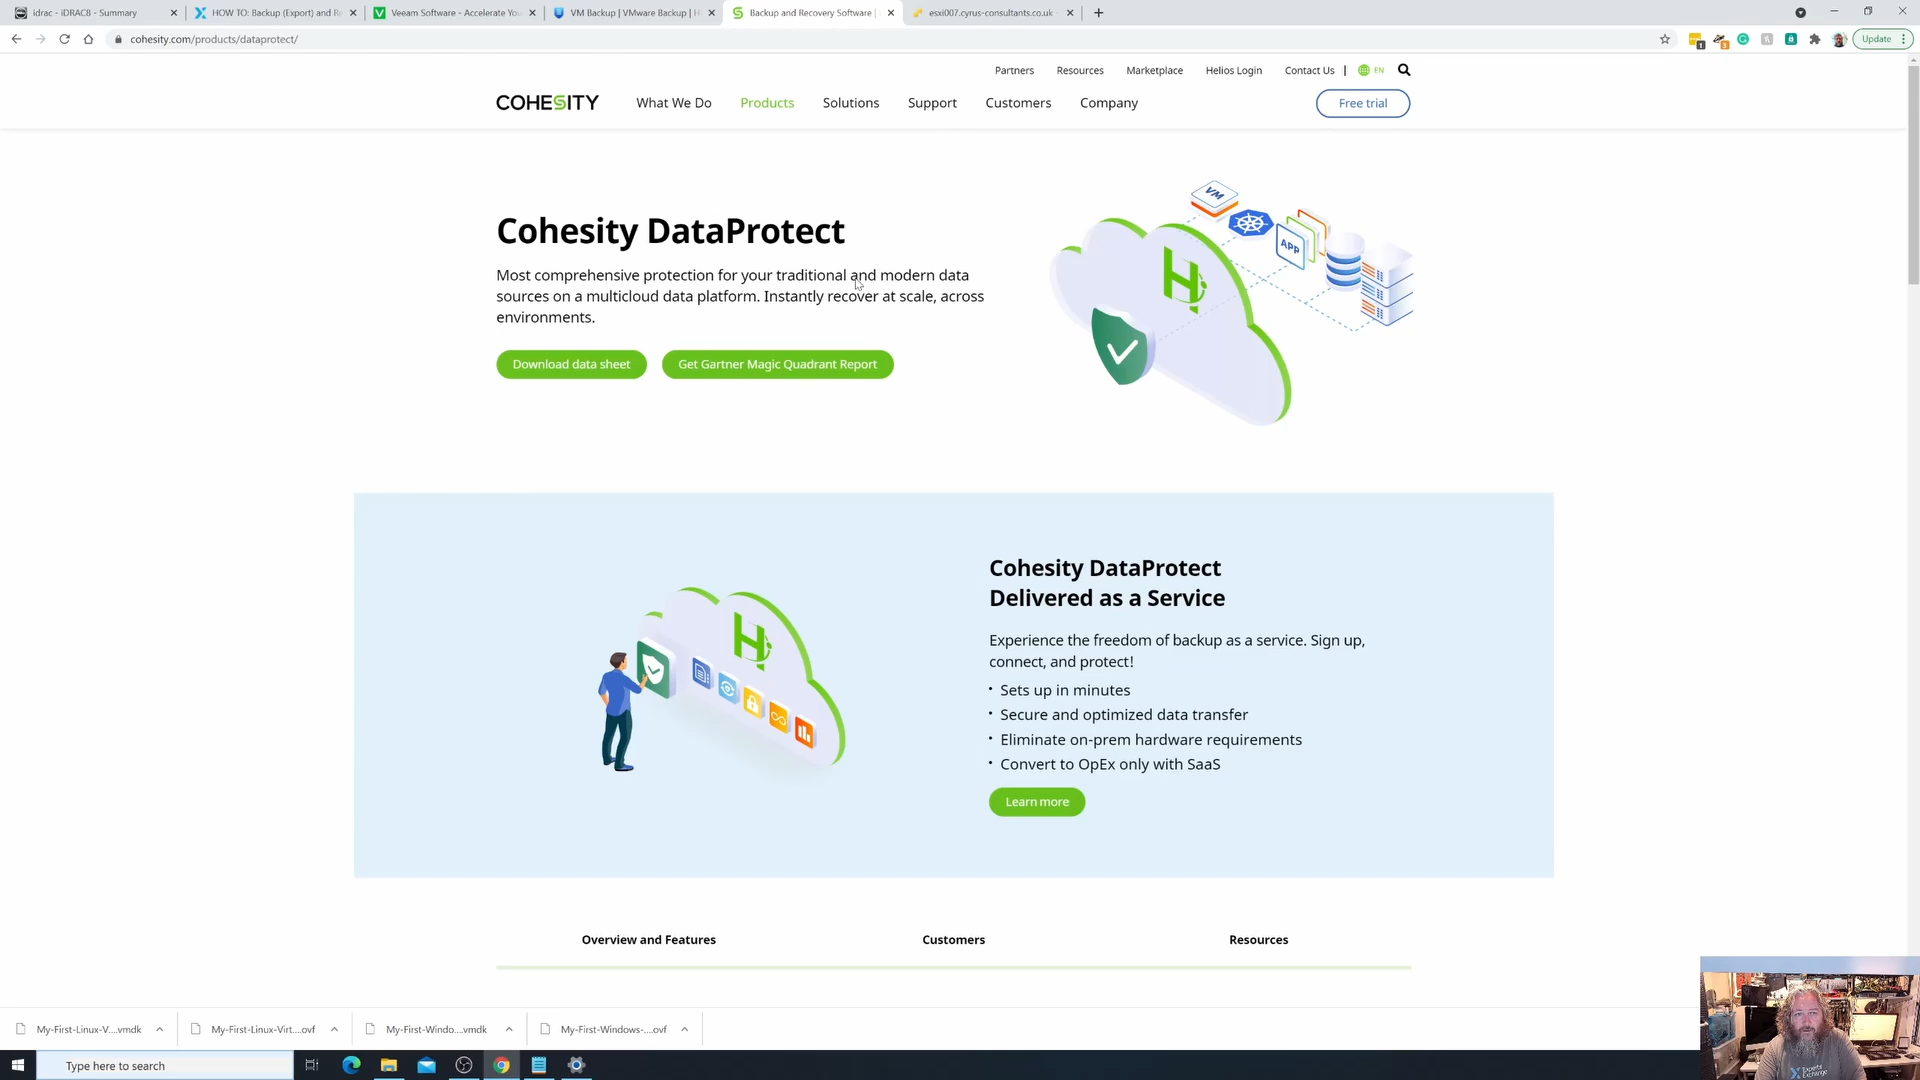 idrac - iDRAC8 - Summary
HOW TO: Backup (Export) and Re
Veeam Software - Accelerate You
VM Backup | VMware Backup | H
Backup and Recovery Software |
esxi007.cyrus-consultants.co.uk -
cohesity.com/products/dataprotect/
Update
Partners
Resources
Marketplace
Helios Login
Contact Us
EN
COHESITY
What We Do
Products
Solutions
Support
Customers
Company
Free trial
Cohesity DataProtect
Most comprehensive protection for your traditional and modern data
sources on a multicloud data platform. Instantly recover at scale, across
environments.
Download data sheet
Get Gartner Magic Quadrant Report
VM
APP
H
Cohesity DataProtect
Delivered as a Service
Experience the freedom of backup as a service. Sign up,
connect, and protect!
• Sets up in minutes
• Secure and optimized data transfer
• Eliminate on-prem hardware requirements
• Convert to OpEx only with SaaS
Learn more
H
Overview and Features
Customers
Resources
My-First-Linux-V....vmdk
My-First-Linux-Virt....ovf
My-First-Windo....vmdk
My-First-Windows-....ovf
Type here to search
Experts
Exchange